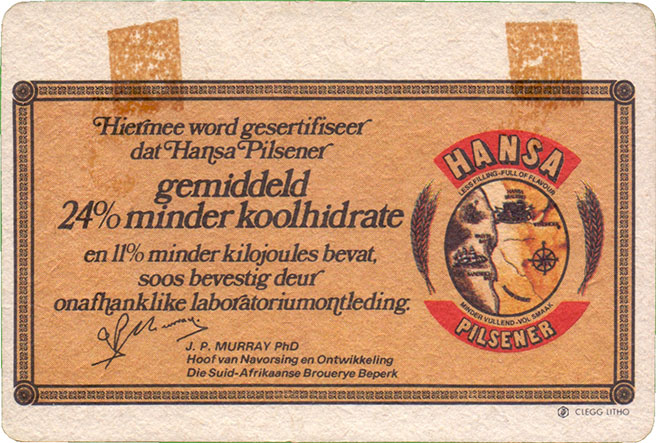 Hiermee word gesertifiseer
dat Hansa Pilsener
gemiddeld
24% minder koolhidrate
en 11% minder kilojoules bevat,
soos bevestig deur
onafhanklike laboratoriumontleding.
J. P. MURRAY PhD
Hoof van Navorsing en Ontwikkeling
Die Suid-Afrikaanse Brouerye Beperk
HANSA
LESS FILLING-FULL OF FLAVOUR
MINDER VULLEND-VOL SMAAK
PILSENER
CLEGG LITHO